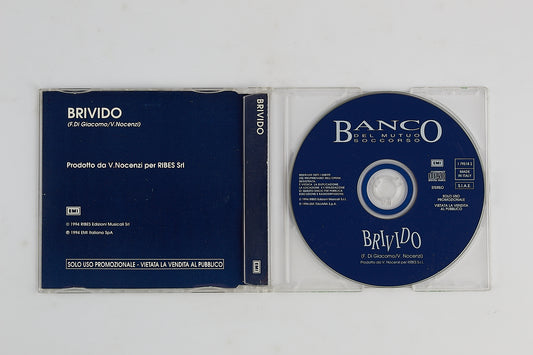 BRIVIDO
(F.Di Giacomo/V.Nocenzi)
Prodotto da V.Nocenzi per RIBES Srl
EMI
℗ 1994 RIBES Edizioni Musicali Srl
© 1994 EMI Italiana SpA
SOLO USO PROMOZIONALE - VIETATA LA VENDITA AL PUBBLICO
BRIVIDO
EMI
BANCO
DEL MUTUO
SOCCORSO
EMI
MADE
IN ITALY
STEREO
S.I.A.E.
SOLO USO
PROMOZIONALE
VIETATA LA VENDITA
AL PUBBLICO
BRIVIDO
(F. Di Giacomo/V. Nocenzi)
Prodotto da V. Nocenzi per RIBES S.r.l.